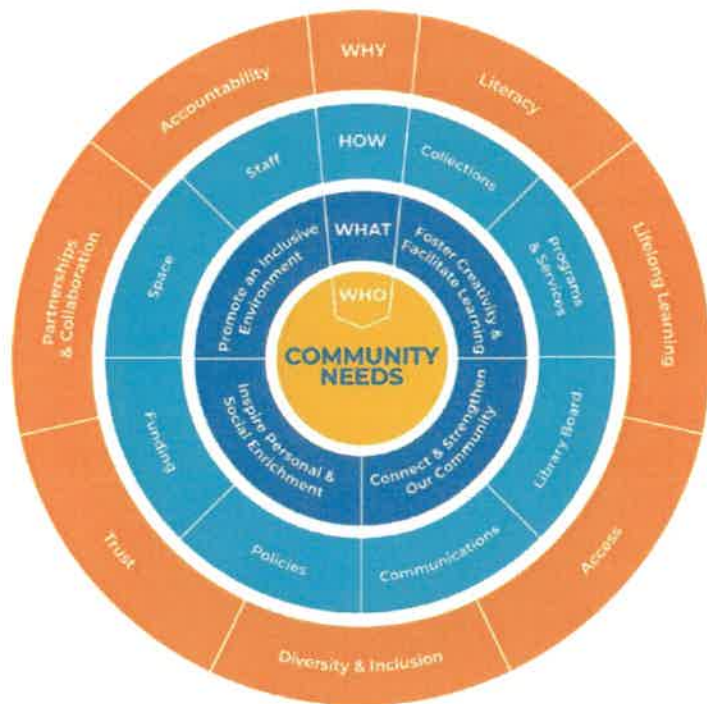 WHY
Literacy
Lifelong Learning
Access
Diversity & Inclusion
Trust
Partnerships
& Collaboration
Accountability
HOW
Collections
Programs
& Services
Library Board
Communications
Policies
Funding
Space
Staff
WHAT
Foster Creativity &
Facilitate Learning
Connect & Strengthen
Our Community
Inspire Personal &
Social Enrichment
Promote an Inclusive
Environment
WHO
COMMUNITY
NEEDS